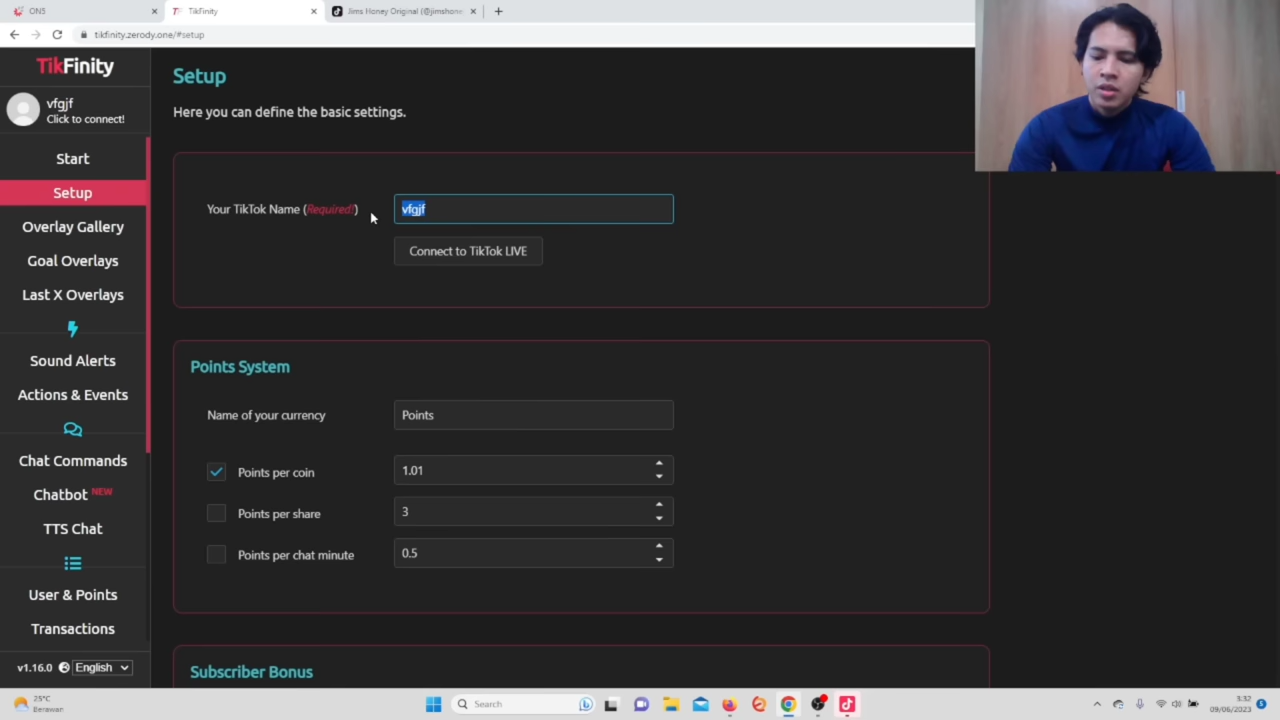 ON5
TikFinity
Jims Honey Original (@jimshone
tikfinity.zerody.one/#setup
TikFinity
vfgjf
Click to connect!
Start
Setup
Overlay Gallery
Goal Overlays
Last X Overlays
Sound Alerts
Actions & Events
Chat Commands
Chatbot NEW
TTS Chat
User & Points
Transactions
v1.16.0
English
Setup
Here you can define the basic settings.
Your TikTok Name (Required!)
vfgjf
Connect to TikTok LIVE
Points System
Name of your currency
Points
Points per coin
1.01
Points per share
3
Points per chat minute
0.5
Subscriber Bonus
25°C
Berawan
Search
3.32
09/06/2023
5